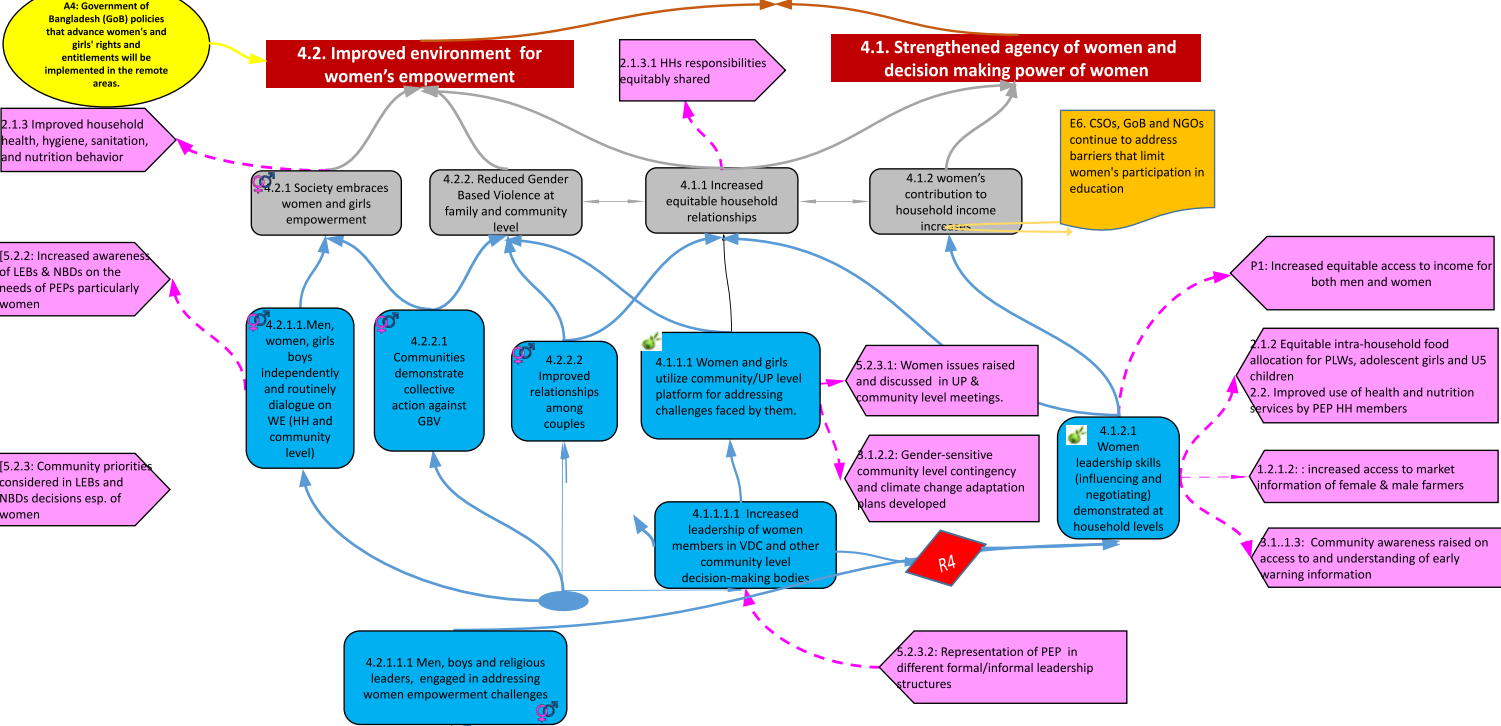 A4: Government of
Bangladesh (GoB) policies
that advance women's and
girls' rights and
entitlements will be
implemented in the remote
areas.
4.2. Improved environment for
women's empowerment
2.1.3.1 HHs responsibilities
equitably shared
4.1. Strengthened agency of women and
decision making power of women
2.1.3 Improved household
health, hygiene, sanitation,
and nutrition behavior
E6. CSOs, GoB and NGOs
continue to address
barriers that limit
women's participation in
education
4.2.1 Society embraces
women and girls
empowerment
4.2.2. Reduced Gender
Based Violence at
family and community
level
4.1.1 Increased
equitable household
relationships
4.1.2 women's
contribution to
household income
increases
[5.2.2: Increased awareness
of LEBs & NBDs on the
needs of PEPs particularly
women
P1: Increased equitable access to income for
both men and women
4.2.1.1.Men,
women, girls
boys
independently
and routinely
dialogue on
WE (HH and
community
level)
4.2.2.1
Communities
demonstrate
collective
action against
GBV
4.2.2.2
Improved
relationships
among
couples
4.1.1.1 Women and girls
utilize community/UP level
platform for addressing
challenges faced by them.
5.2.3.1: Women issues raised
and discussed in UP &
community level meetings.
2.1.2 Equitable intra-household food
allocation for PLWs, adolescent girls and U5
children
2.2. Improved use of health and nutrition
services by PEP HH members
[5.2.3: Community priorities
considered in LEBs and
NBDs decisions esp. of
women
3.1.2.2: Gender-sensitive
community level contingency
and climate change adaptation
plans developed
4.1.2.1
Women
leadership skills
(influencing and
negotiating)
demonstrated at
household levels
1.2.1.2: : increased access to market
information of female & male farmers
4.1.1.1.1 Increased
leadership of women
members in VDC and other
community level
decision-making bodies
R4
3.1..1.3: Community awareness raised on
access to and understanding of early
warning information
4.2.1.1.1 Men, boys and religious
leaders, engaged in addressing
women empowerment challenges
5.2.3.2: Representation of PEP in
different formal/informal leadership
structures